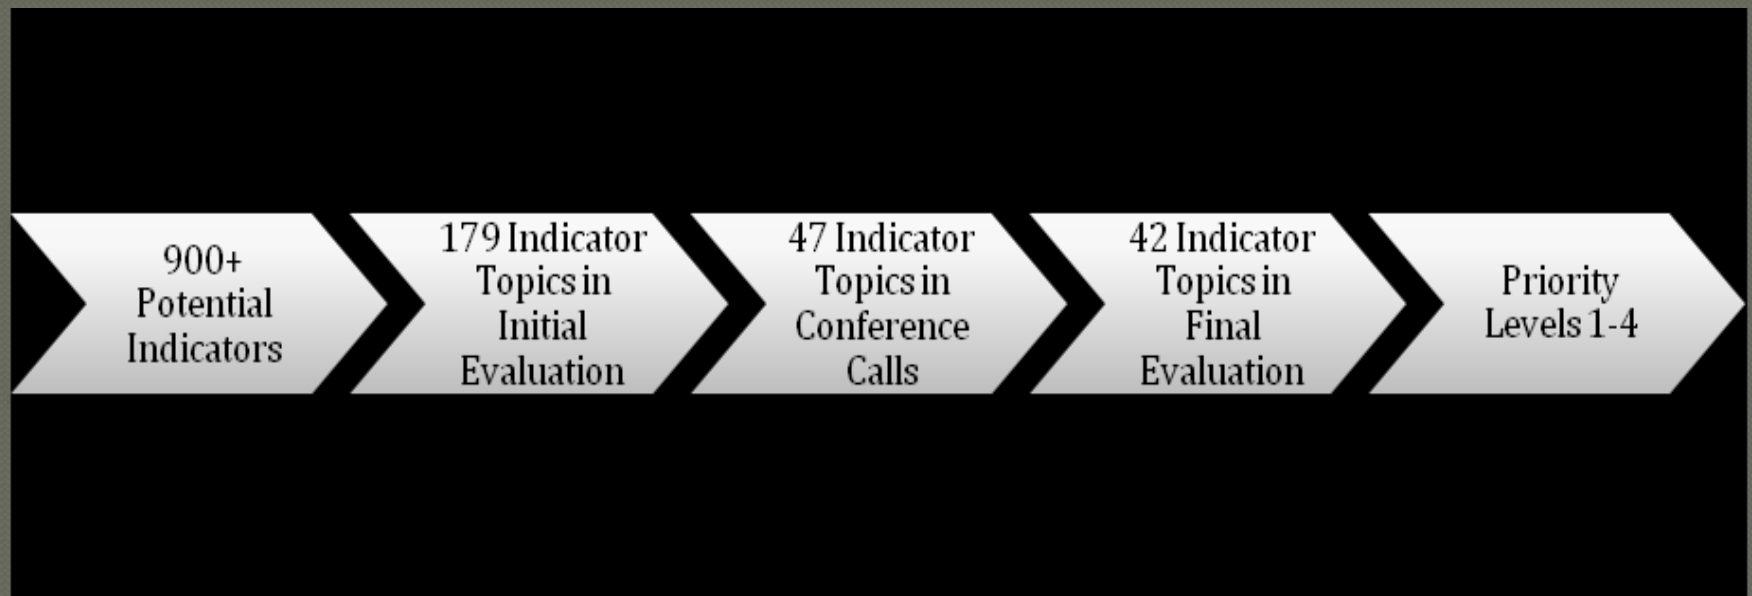 900+
Potential
Indicators
179 Indicator
Topics in
Initial
Evaluation
47 Indicator
Topics in
Conference
Calls
42 Indicator
Topics in
Final
Evaluation
Priority
Levels 1-4